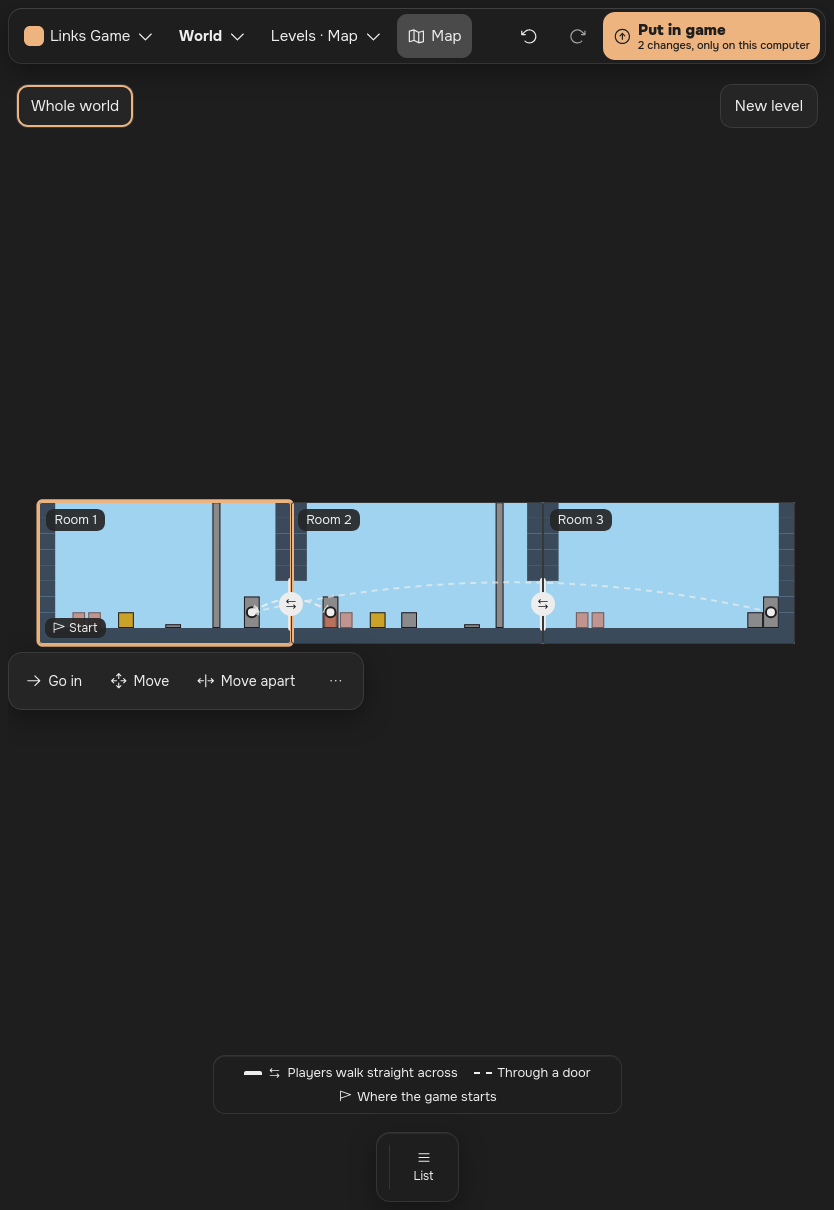 Links Game
World
Levels · Map
Map
Put in game
2 changes, only on this computer
Whole world
New level
Room 1
Room 2
Room 3
Start
Go in
Move
Move apart
...
Players walk straight across
Through a door
Where the game starts
List